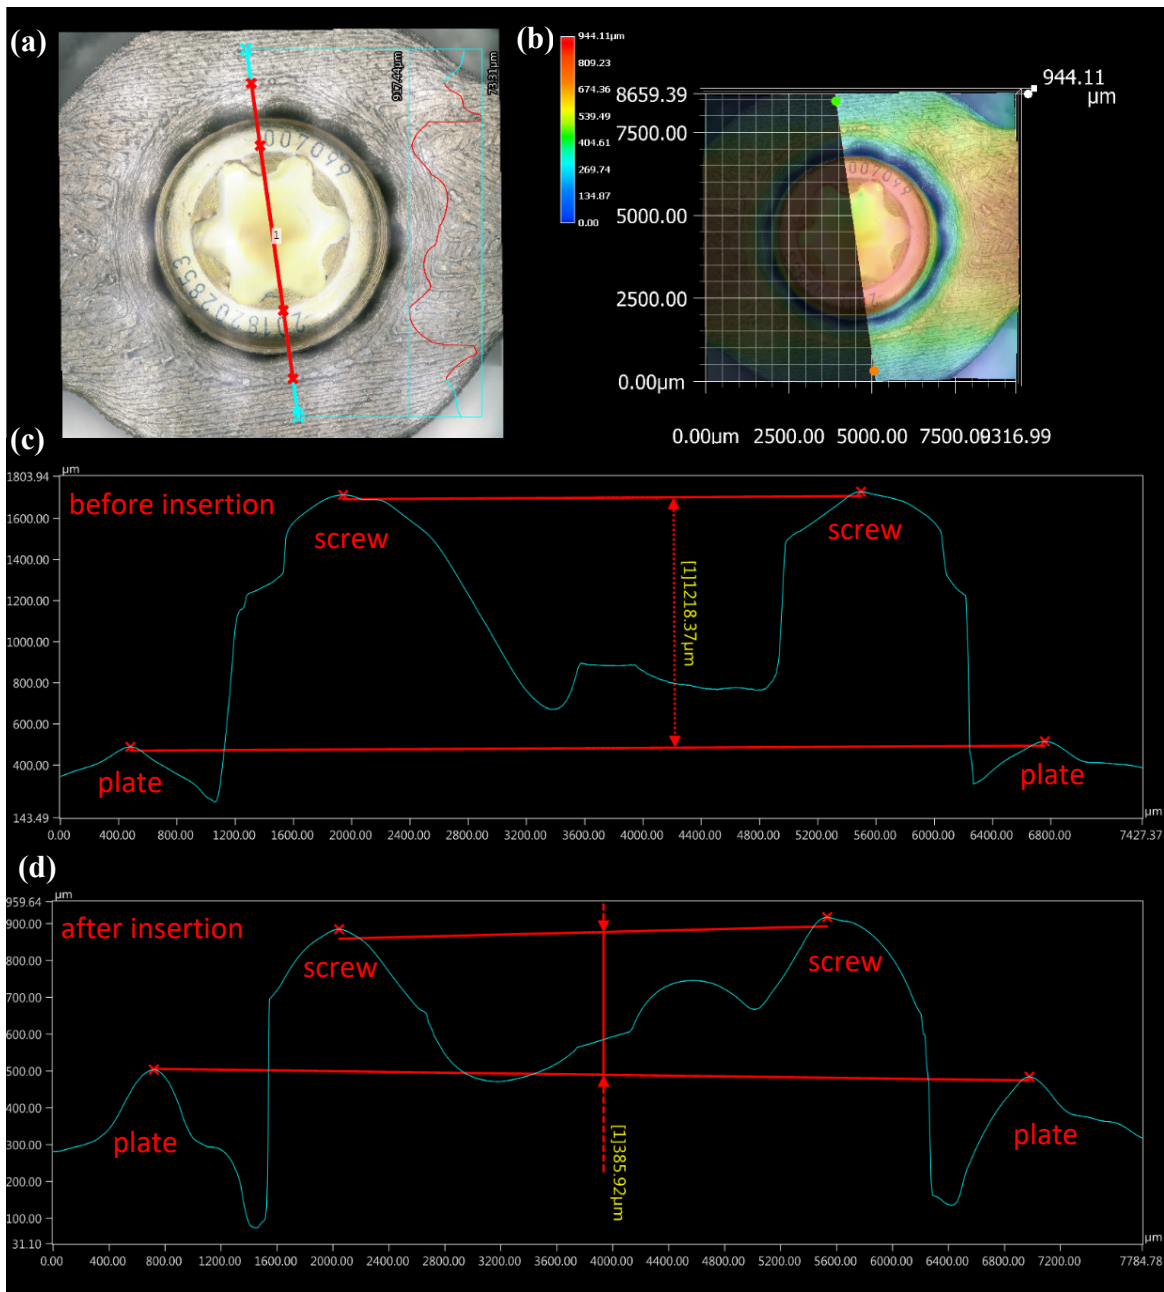 (a)
917.44µm
73.31µm
007099
1
20182028 53
(b)
944.11µm
809.23
674.36
539.49
404.61
269.74
134.87
0.00
944.11
µm
8659.39
7500.00
5000.00
2500.00
0.00µm
007099
0.00µm 2500.00 5000.00 7500.00 9316.99
(c)
µm
1803.94
before insertion
1600.00
screw
screw
1400.00
[1]1218.37µm
1200.00
1000.00
800.00
600.00
400.00
plate
plate
143.49
µm
0.00 400.00 800.00 1200.00 1600.00 2000.00 2400.00 2800.00 3200.00 3600.00 4000.00 4400.00 4800.00 5200.00 5600.00 6000.00 6400.00 6800.00 7427.37
(d)
µm
959.64
900.00
after insertion
800.00
screw
screw
700.00
600.00
500.00
400.00
300.00
plate
plate
[1]385.92µm
200.00
100.00
31.10
µm
0.00 400.00 800.00 1200.00 1600.00 2000.00 2400.00 2800.00 3200.00 3600.00 4000.00 4400.00 4800.00 5200.00 5600.00 6000.00 6400.00 6800.00 7200.00 7784.78